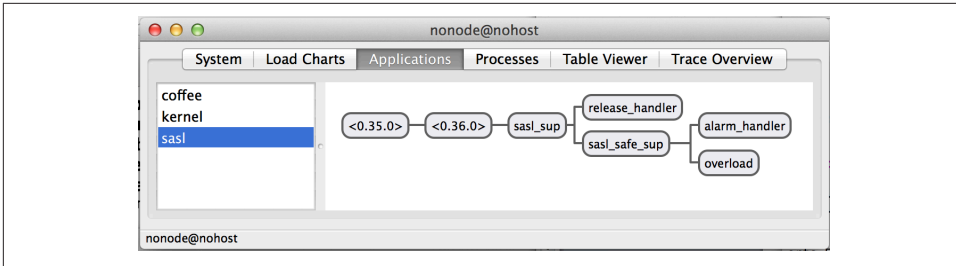 nonode@nohost
System Load Charts Applications Processes Table Viewer Trace Overview
coffee
kernel
sasl
<0.35.0> <0.36.0> sasl_sup
release_handler
sasl_safe_sup
alarm_handler
overload
nonode@nohost